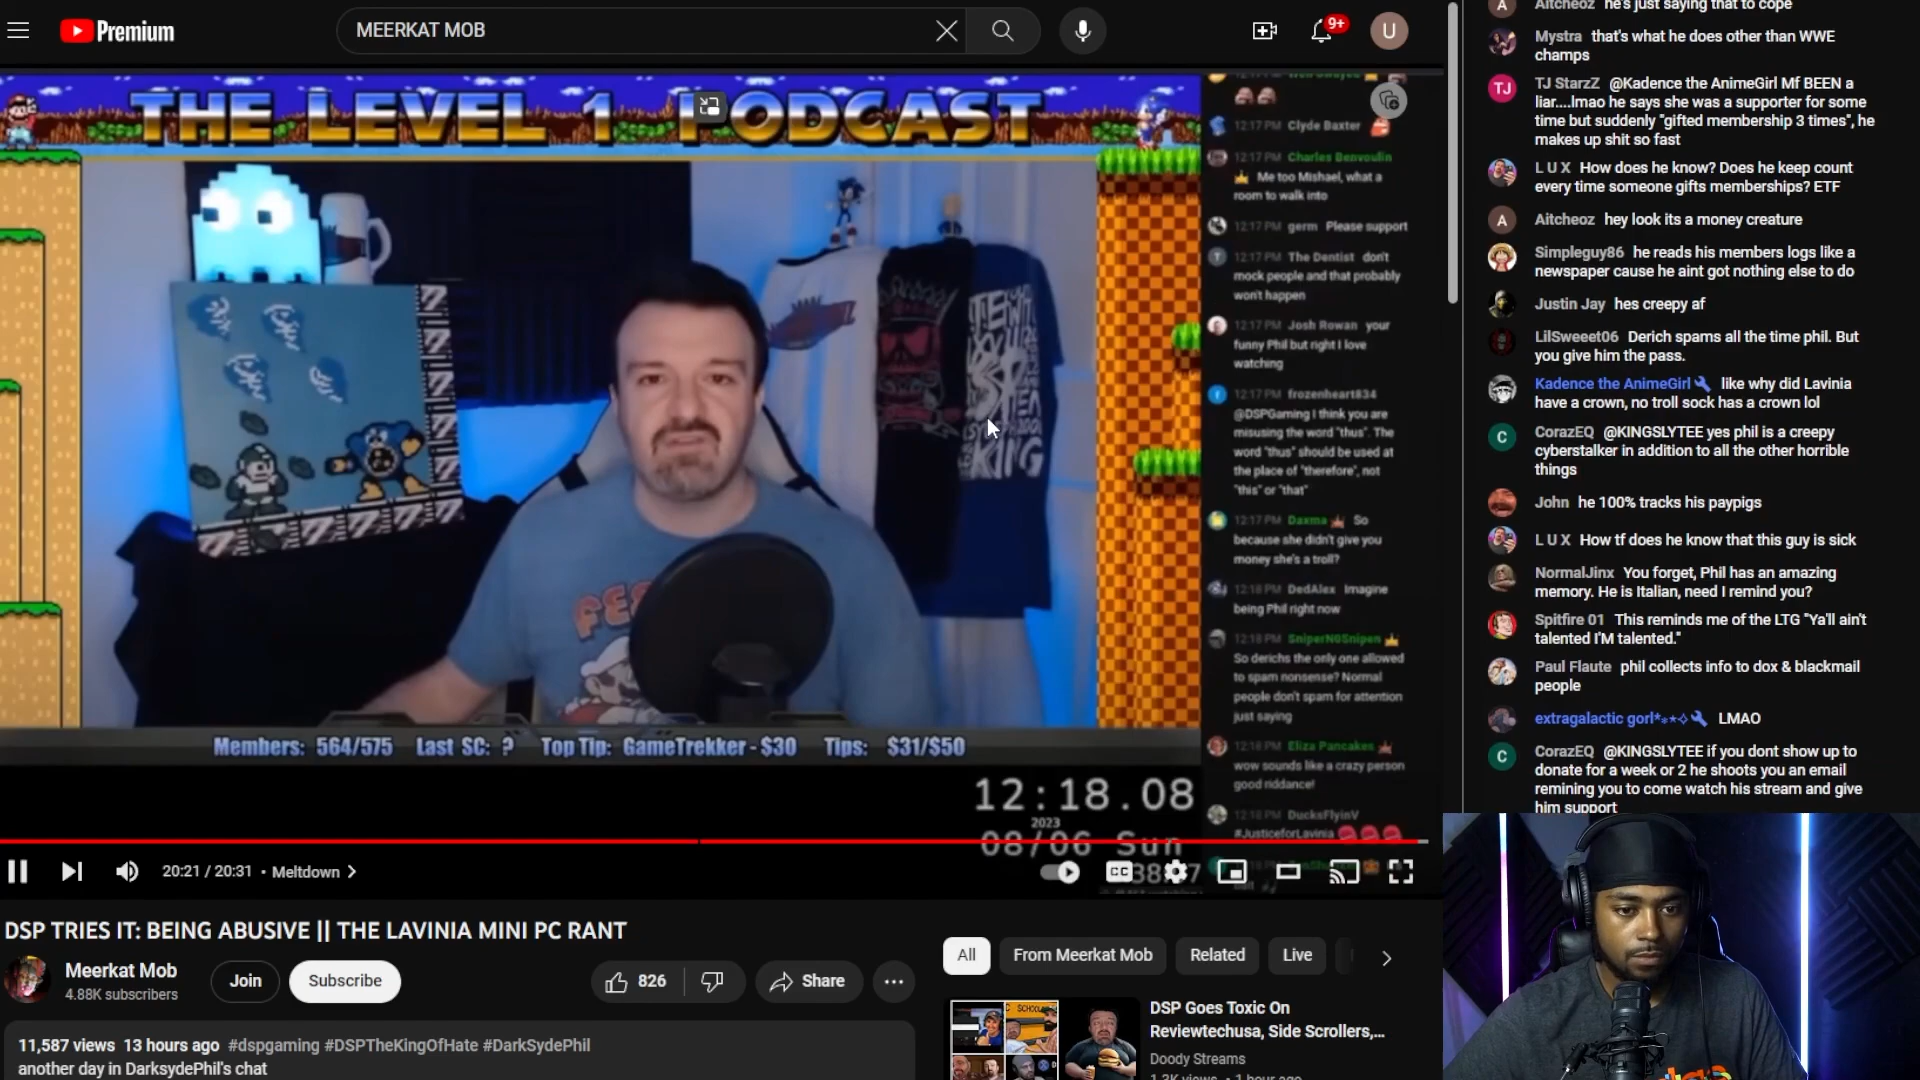 Premium
MEERKAT MOB
9+
U
THE LEVEL 1 PODCAST
12:17 PM Clyde Baxter
12:17 PM Charles Benvoulin
Me too Mishael, what a
room to walk into
12:17 PM germ Please support
12:17 PM The Dentist don't
mock people and that probably
won't happen
12:17 PM Josh Rowan your
funny Phil but right I love
watching
12:17 PM frozenheart834
@DSPGaming I think you are
misusing the word "thus". The
word "thus" should be used at
the place of "therefore", not
"this" or "that"
12:17 PM Daxma So
because she didn't give you
money she's a troll?
12:18 PM DedAlex Imagine
being Phil right now
12:18 PM SniperN0Snipen
So derichs the only one allowed
to spam nonsense? Normal
people don't spam for attention
just saying
12:18 PM Eliza Pancakes
wow sounds like a crazy person
good riddance!
12:18 PM DucksFlyinV
#JusticeforLavinia
Members: 564/575 Last SC: ? Top Tip: GameTrekker - $30 Tips: $31/$50
12:18.08
2023
08/06 Sun
20:21 / 20:31 • Meltdown
CC
DSP TRIES IT: BEING ABUSIVE || THE LAVINIA MINI PC RANT
Meerkat Mob
4.88K subscribers
Join
Subscribe
826
Share
11,587 views 13 hours ago #dspgaming #DSPTheKingOfHate #DarkSydePhil
another day in DarksydePhil's chat
All
From Meerkat Mob
Related
Live
DSP Goes Toxic On
Reviewtechusa, Side Scrollers,...
Doody Streams
1.3K views • 1 hour ago
Aitcheoz he's just saying that to cope
Mystra that's what he does other than WWE
champs
TJ StarzZ @Kadence the AnimeGirl Mf BEEN a
liar....lmao he says she was a supporter for some
time but suddenly "gifted membership 3 times", he
makes up shit so fast
L U X How does he know? Does he keep count
every time someone gifts memberships? ETF
Aitcheoz hey look its a money creature
Simpleguy86 he reads his members logs like a
newspaper cause he aint got nothing else to do
Justin Jay hes creepy af
LilSweeet06 Derich spams all the time phil. But
you give him the pass.
Kadence the AnimeGirl like why did Lavinia
have a crown, no troll sock has a crown lol
CorazEQ @KINGSLYTEE yes phil is a creepy
cyberstalker in addition to all the other horrible
things
John he 100% tracks his paypigs
L U X How tf does he know that this guy is sick
NormalJinx You forget, Phil has an amazing
memory. He is Italian, need I remind you?
Spitfire 01 This reminds me of the LTG "Ya'll ain't
talented I'M talented."
Paul Flaute phil collects info to dox & blackmail
people
extragalactic gorl LMAO
CorazEQ @KINGSLYTEE if you dont show up to
donate for a week or 2 he shoots you an email
remining you to come watch his stream and give
him support